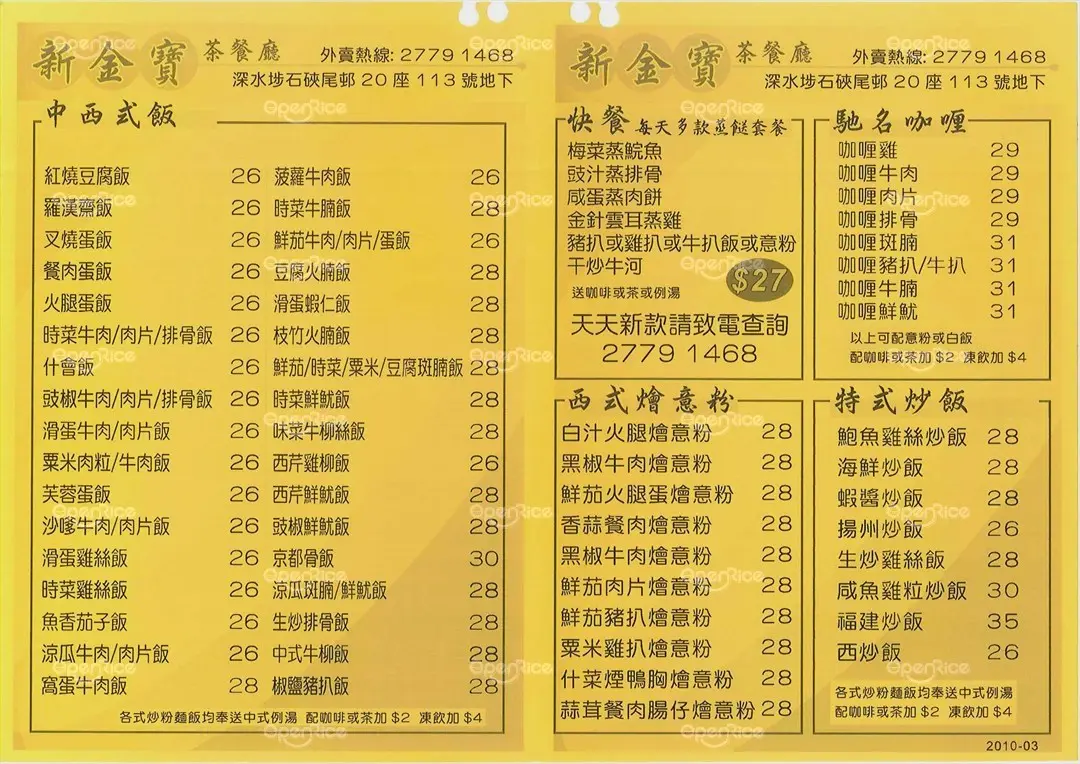 新金寶 茶餐廳 外賣熱線: 2779 1468
深水埗石硤尾邨 20 座 113 號地下
中西式飯
紅燒豆腐飯 26
羅漢齋飯 26
叉燒蛋飯 26
餐肉蛋飯 26
火腿蛋飯 26
時菜牛肉/肉片/排骨飯 26
什會飯 26
豉椒牛肉/肉片/排骨飯 26
滑蛋牛肉/肉片飯 26
粟米肉粒/牛肉飯 26
芙蓉蛋飯 26
沙嗲牛肉/肉片飯 26
滑蛋雞絲飯 26
時菜雞絲飯 26
魚香茄子飯 26
涼瓜牛肉/肉片飯 26
窩蛋牛肉飯 28
菠蘿牛肉飯 26
時菜牛腩飯 28
鮮茄牛肉/肉片/蛋飯 26
豆腐火腩飯 28
滑蛋蝦仁飯 28
枝竹火腩飯 28
鮮茄/時菜/粟米/豆腐斑腩飯 28
時菜鮮魷飯 28
味菜牛柳絲飯 28
西芹雞柳飯 26
西芹鮮魷飯 28
豉椒鮮魷飯 28
京都骨飯 30
涼瓜斑腩/鮮魷飯 28
生炒排骨飯 28
中式牛柳飯 28
椒鹽豬扒飯 28
各式炒粉麵飯均奉送中式例湯 配咖啡或茶加 $2 凍飲加 $4
新金寶 茶餐廳 外賣熱線: 2779 1468
深水埗石硤尾邨 20 座 113 號地下
快餐 每天多款蒸餸套餐
梅菜蒸鯇魚
豉汁蒸排骨
咸蛋蒸肉餅
金針雲耳蒸雞
豬扒或雞扒或牛扒飯或意粉
干炒牛河
送咖啡或茶或例湯
$27
天天新款請致電查詢
2779 1468
馳名咖喱
咖喱雞 29
咖喱牛肉 29
咖喱肉片 29
咖喱排骨 29
咖喱斑腩 31
咖喱豬扒/牛扒 31
咖喱牛腩 31
咖喱鮮魷 31
以上可配意粉或白飯
配咖啡或茶加 $2 凍飲加 $4
西式燴意粉
白汁火腿燴意粉 28
黑椒牛肉燴意粉 28
鮮茄火腿蛋燴意粉 28
香蒜餐肉燴意粉 28
黑椒牛肉燴意粉 28
鮮茄肉片燴意粉 28
鮮茄豬扒燴意粉 28
粟米雞扒燴意粉 28
什菜煙鴨胸燴意粉 28
蒜茸餐肉腸仔燴意粉 28
特式炒飯
鮑魚雞絲炒飯 28
海鮮炒飯 28
蝦醬炒飯 28
揚州炒飯 26
生炒雞絲飯 28
咸魚雞粒炒飯 30
福建炒飯 35
西炒飯 26
各式炒粉麵飯均奉送中式例湯
配咖啡或茶加 $2 凍飲加 $4
2010-03